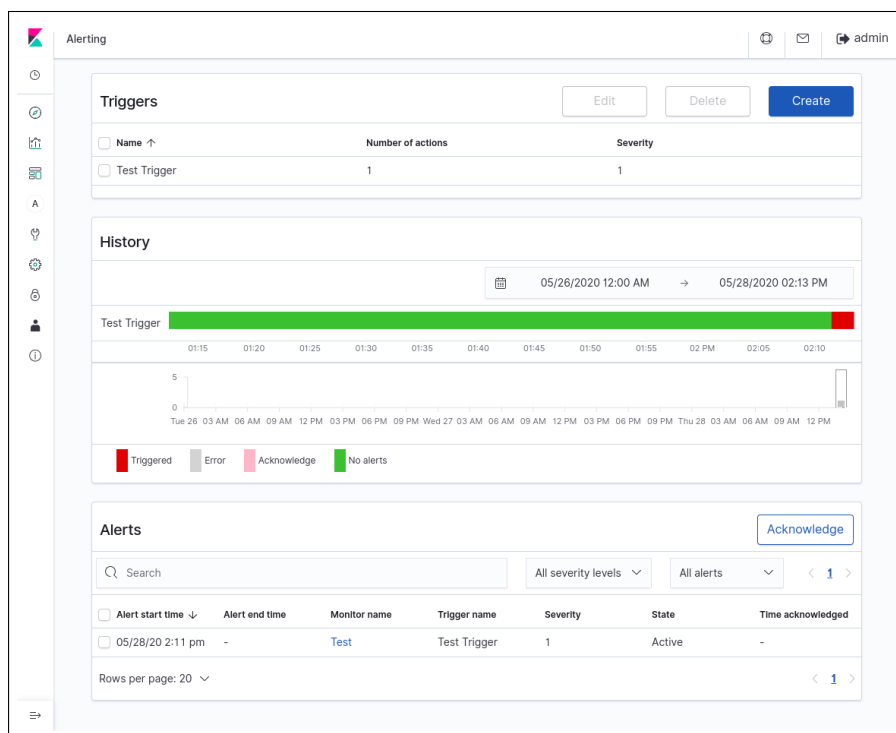 Alerting
admin
Triggers
Edit
Delete
Create
Name ↑ Number of actions Severity
A
Test Trigger 1 1
History
05/26/2020 12:00 AM → 05/28/2020 02:13 PM
Test Trigger
01:15 01:20 01:25 01:30 01:35 01:40 01:45 01:50 01:55 02 PM 02:05 02:10
5
0
Tue 26 03 AM 06 AM 09 AM 12 PM 03 PM 06 PM 09 PM Wed 27 03 AM 06 AM 09 AM 12 PM 03 PM 06 PM 09 PM Thu 28 03 AM 06 AM 09 AM 12 PM
Triggered Error Acknowledge No alerts
Alerts
Acknowledge
Search
All severity levels
All alerts
< 1 >
Alert start time ↓ Alert end time Monitor name Trigger name Severity State Time acknowledged
05/28/20 2:11 pm - Test Test Trigger 1 Active -
Rows per page: 20
< 1 >